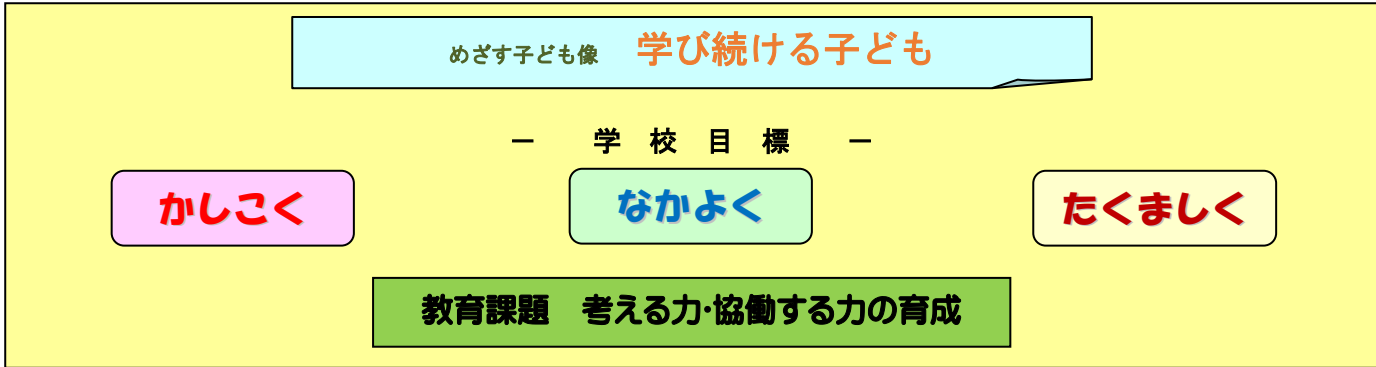 めざす子ども像　学び続ける子ども
－　学　校　目　標　－
かしこく　なかよく　たくましく
教育課題　考える力・協働する力の育成